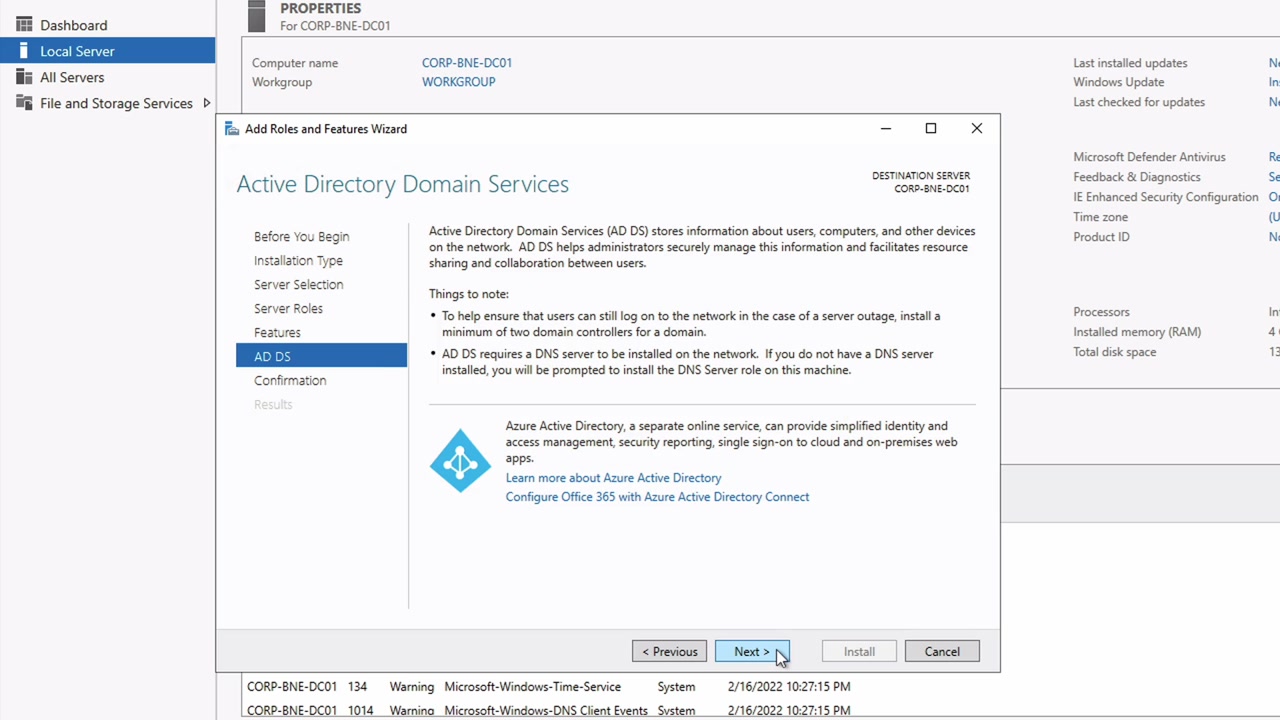 Dashboard
Local Server
All Servers
File and Storage Services
PROPERTIES
For CORP-BNE-DC01
Computer name CORP-BNE-DC01
Workgroup WORKGROUP
Last installed updates
Windows Update
Last checked for updates
Microsoft Defender Antivirus
Feedback & Diagnostics
IE Enhanced Security Configuration
Time zone
Product ID
Processors
Installed memory (RAM)
Total disk space
Add Roles and Features Wizard
Active Directory Domain Services
DESTINATION SERVER
CORP-BNE-DC01
Before You Begin
Installation Type
Server Selection
Server Roles
Features
AD DS
Confirmation
Results
Active Directory Domain Services (AD DS) stores information about users, computers, and other devices
on the network. AD DS helps administrators securely manage this information and facilitates resource
sharing and collaboration between users.
Things to note:
• To help ensure that users can still log on to the network in the case of a server outage, install a
minimum of two domain controllers for a domain.
• AD DS requires a DNS server to be installed on the network. If you do not have a DNS server
installed, you will be prompted to install the DNS Server role on this machine.
Azure Active Directory, a separate online service, can provide simplified identity and
access management, security reporting, single sign-on to cloud and on-premises web
apps.
Learn more about Azure Active Directory
Configure Office 365 with Azure Active Directory Connect
< Previous Next > Install Cancel
CORP-BNE-DC01 134 Warning Microsoft-Windows-Time-Service System 2/16/2022 10:27:15 PM
CORP-BNE-DC01 1014 Warning Microsoft-Windows-DNS Client Events System 2/16/2022 10:27:15 PM